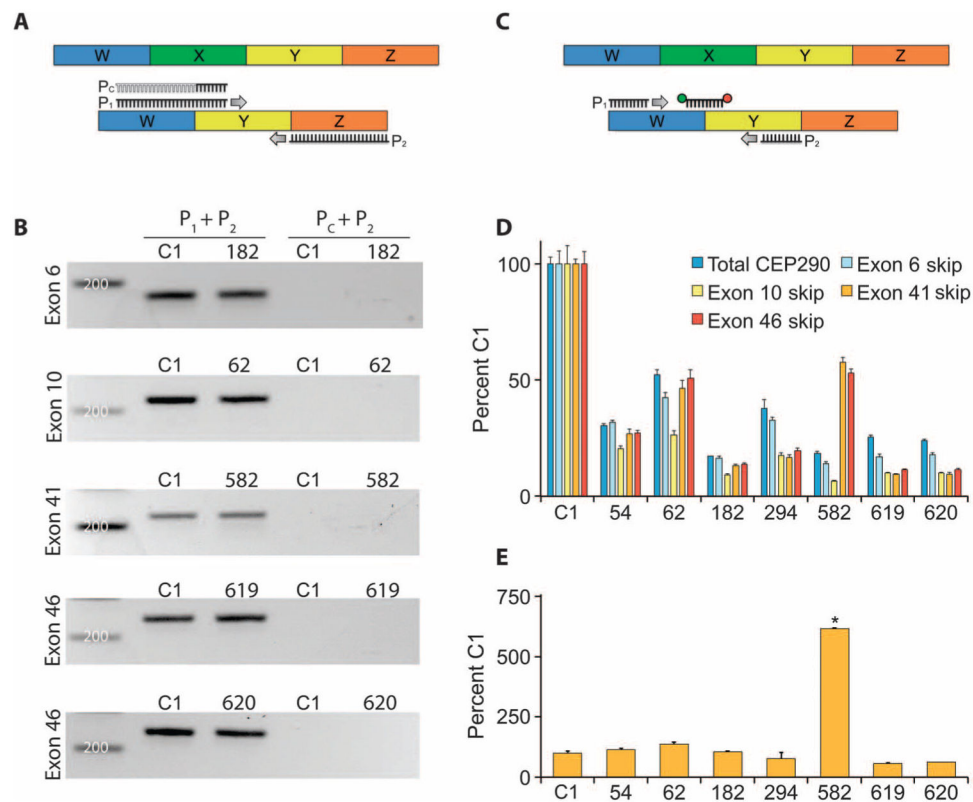 A
W X Y Z
PC
P1
W Y Z
P2
B
P1 + P2 PC + P2
C1 182 C1 182
Exon 6
200
C1 62 C1 62
Exon 10
200
C1 582 C1 582
Exon 41
200
C1 619 C1 619
Exon 46
200
C1 620 C1 620
Exon 46
200
C
W X Y Z
P1
W Y Z
P2
D
Percent C1
100
50
0
Total CEP290 Exon 6 skip
Exon 10 skip Exon 41 skip
Exon 46 skip
C1 54 62 182 294 582 619 620
E
Percent C1
750
500
250
0
*
C1 54 62 182 294 582 619 620